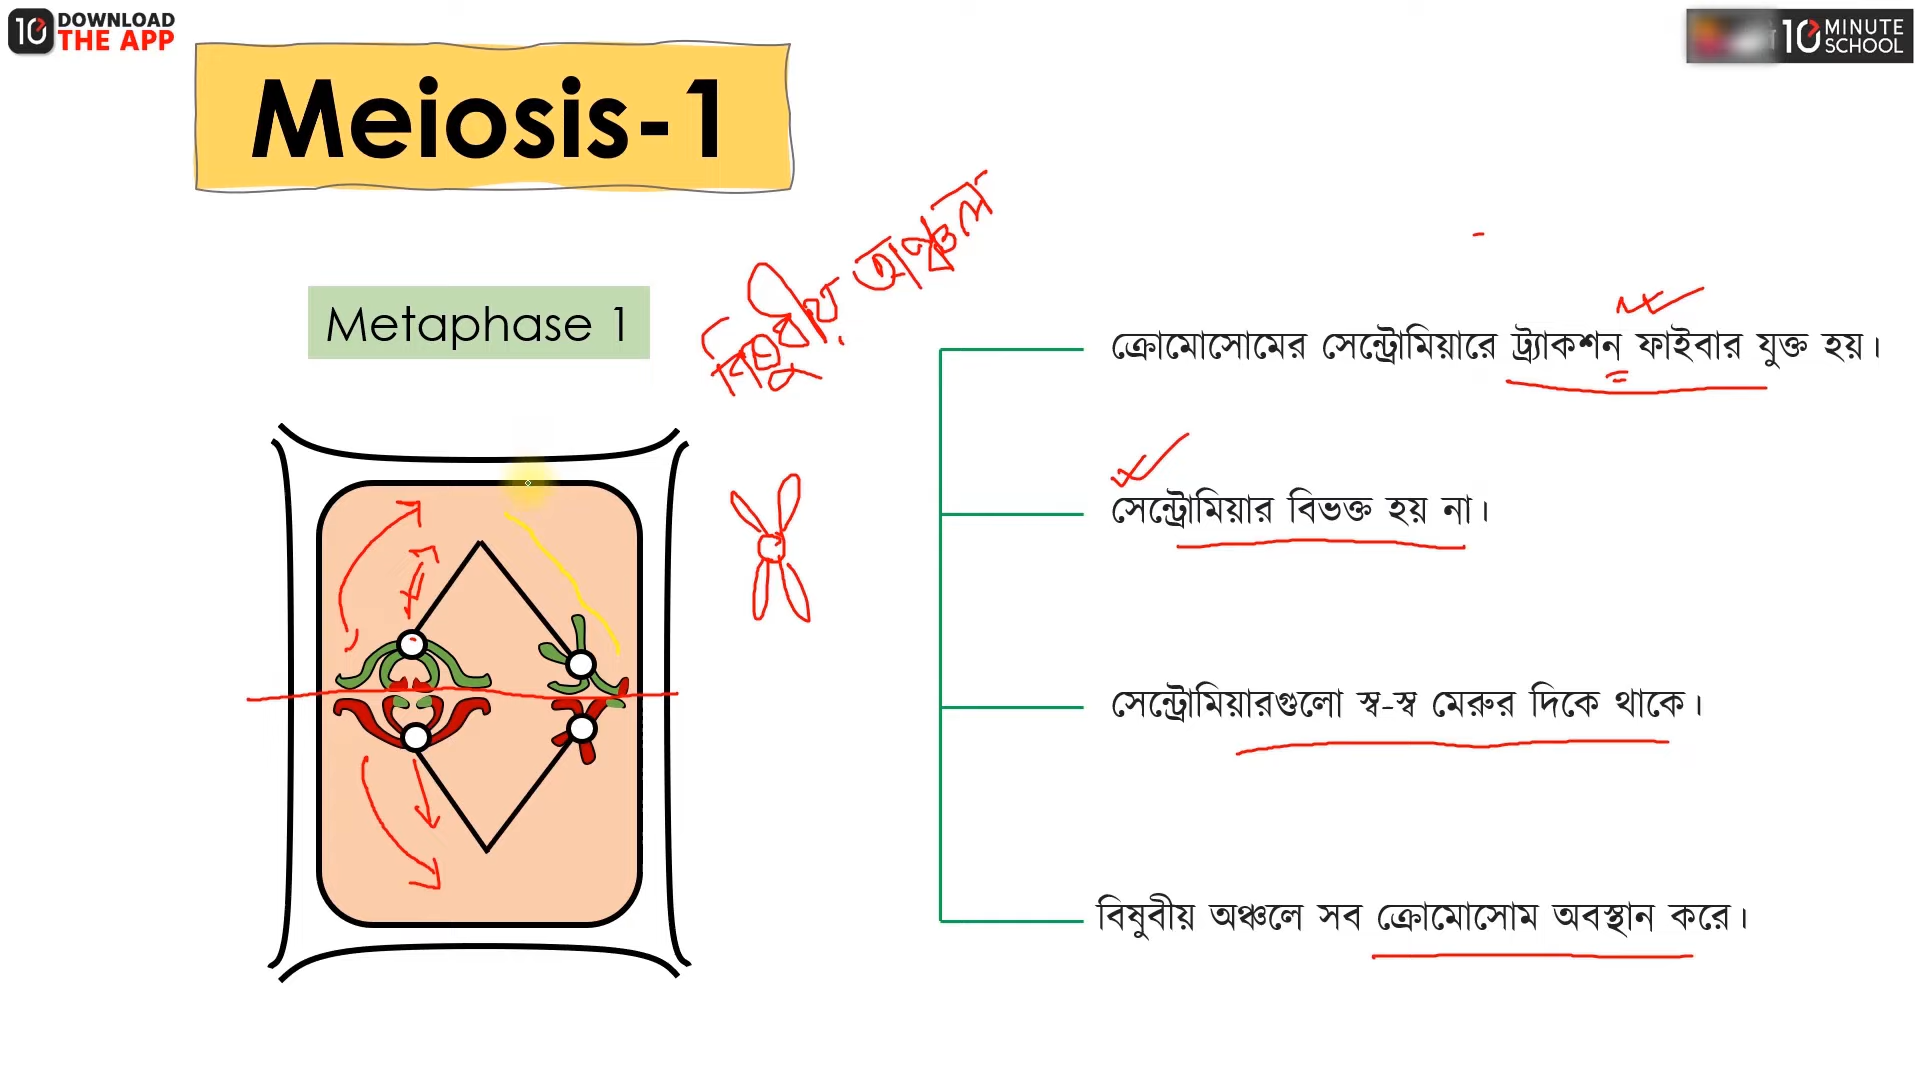 DOWNLOAD
THE APP
10 MINUTE
SCHOOL
Meiosis-1
বিষুবীয় অঞ্চল
Metaphase 1
ক্রোমোসোমের সেন্ট্রোমিয়ারে ট্র্যাকশন ফাইবার যুক্ত হয়।
সেন্ট্রোমিয়ার বিভক্ত হয় না।
সেন্ট্রোমিয়ারগুলো স্ব-স্ব মেরুর দিকে থাকে।
বিষুবীয় অঞ্চলে সব ক্রোমোসোম অবস্থান করে।